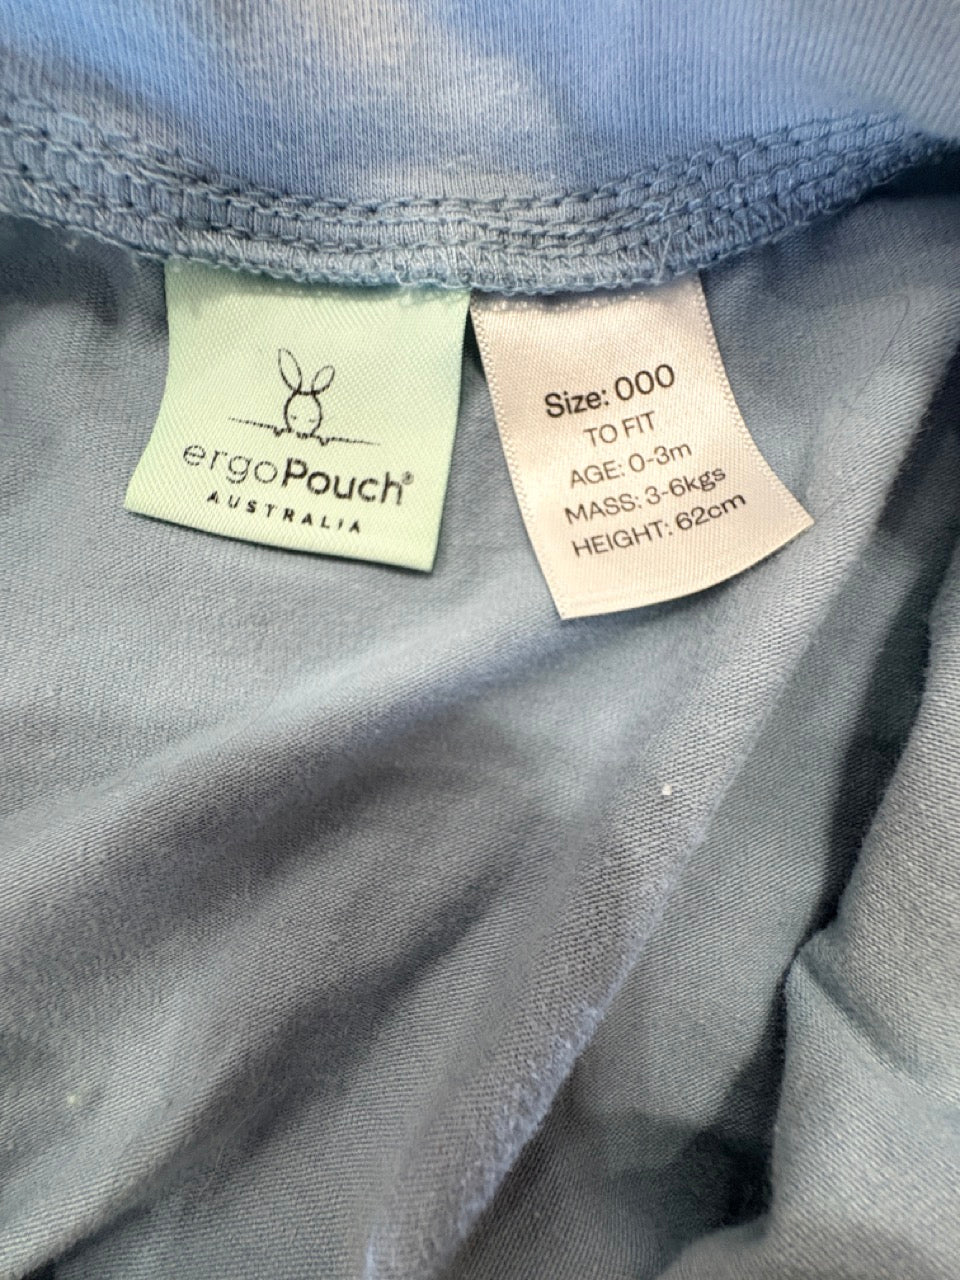 ergoPouch®
AUSTRALIA
Size: 000
TO FIT
AGE: 0-3m
MASS: 3-6kgs
HEIGHT: 62cm